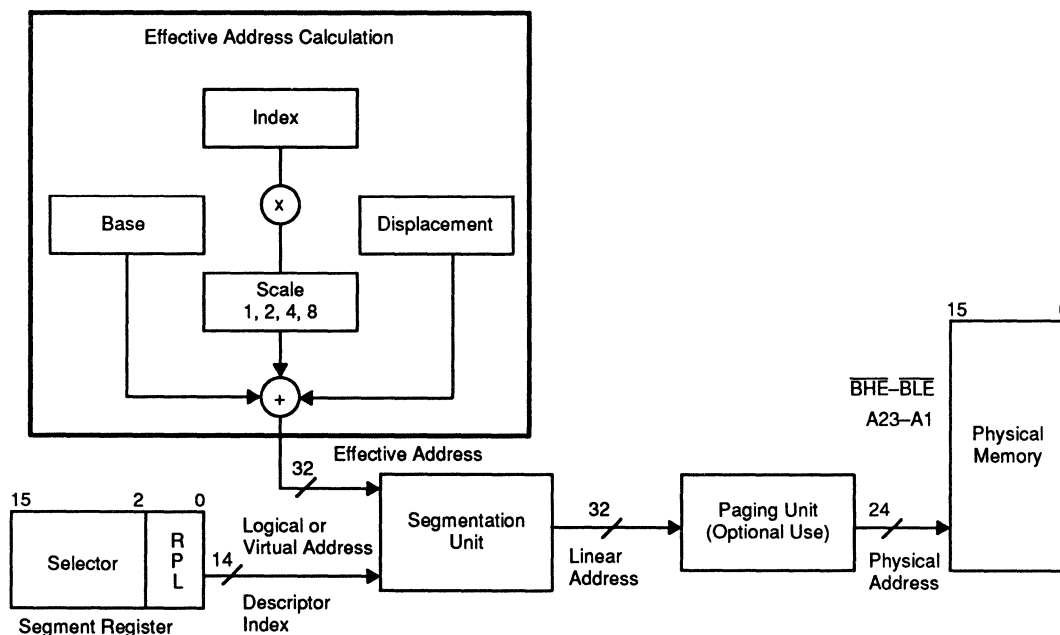 Effective Address Calculation
Index
x
Base
Displacement
Scale
1, 2, 4, 8
+
Effective Address
32
15 2 0
Selector
R
P
L
Segment Register
Logical or
Virtual Address
14
Descriptor
Index
Segmentation
Unit
32
Linear
Address
Paging Unit
(Optional Use)
24
Physical
Address
15
BHE–BLE
A23–A1
Physical
Memory